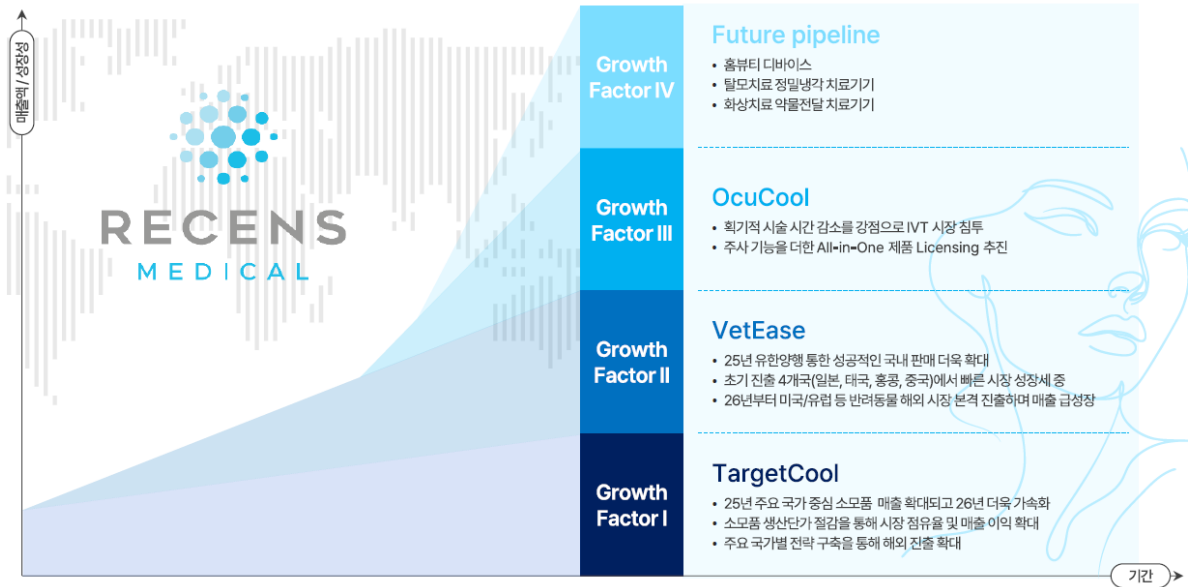 매출액 / 성장성
RECENS
MEDICAL
Growth
Factor IV
Future pipeline
• 홈뷰티 디바이스
• 탈모치료 정밀냉각 치료기기
• 화상치료 약물전달 치료기기
Growth
Factor III
OcuCool
• 획기적 시술 시간 감소를 강점으로 IVT 시장 침투
• 주사 기능을 더한 All-in-One 제품 Licensing 추진
Growth
Factor II
VetEase
• 25년 유한양행 통한 성공적인 국내 판매 더욱 확대
• 초기 진출 4개국(일본, 태국, 홍콩, 중국)에서 빠른 시장 성장세 중
• 26년부터 미국/유럽 등 반려동물 해외 시장 본격 진출하며 매출 급성장
Growth
Factor I
TargetCool
• 25년 주요 국가 중심 소모품 매출 확대되고 26년 더욱 가속화
• 소모품 생산단가 절감을 통해 시장 점유율 및 매출 이익 확대
• 주요 국가별 전략 구축을 통해 해외 진출 확대
기간